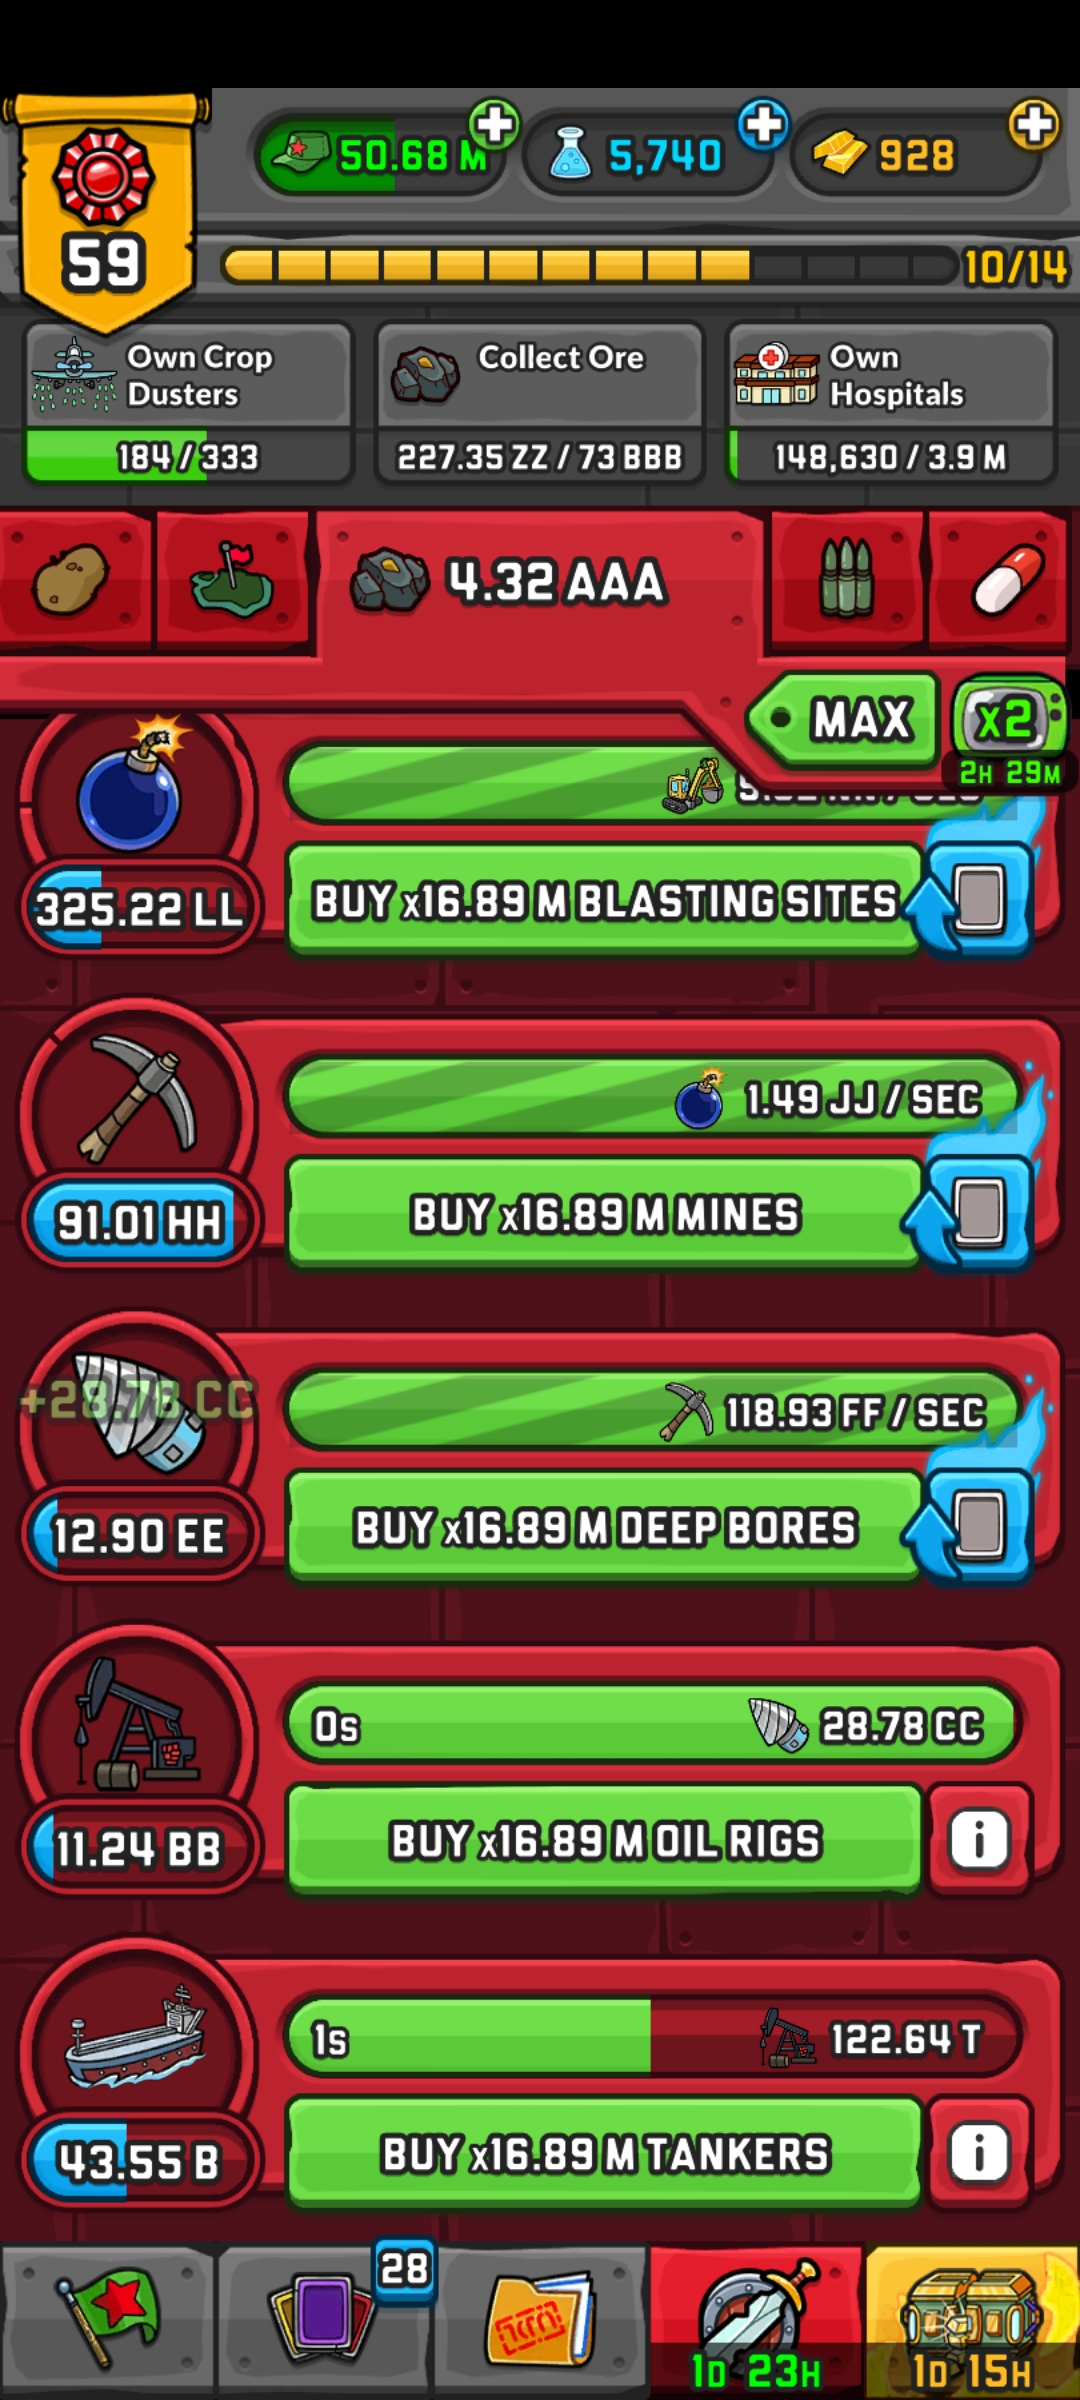 50.68 M
5,740
928
59
10/14
Own Crop
Dusters
Collect Ore
Own
Hospitals
184 / 333
227.35 ZZ / 73 BBB
148,630 / 3.9 M
4.32 AAA
MAX
x2
2H 29M
325.22 LL
BUY x16.89 M BLASTING SITES
1.49 JJ / SEC
91.01 HH
BUY x16.89 M MINES
+28.78 CC
118.93 FF / SEC
12.90 EE
BUY x16.89 M DEEP BORES
0s
28.78 CC
11.24 BB
BUY x16.89 M OIL RIGS
i
1s
122.64 T
43.55 B
BUY x16.89 M TANKERS
i
28
1D 23H
1D 15H